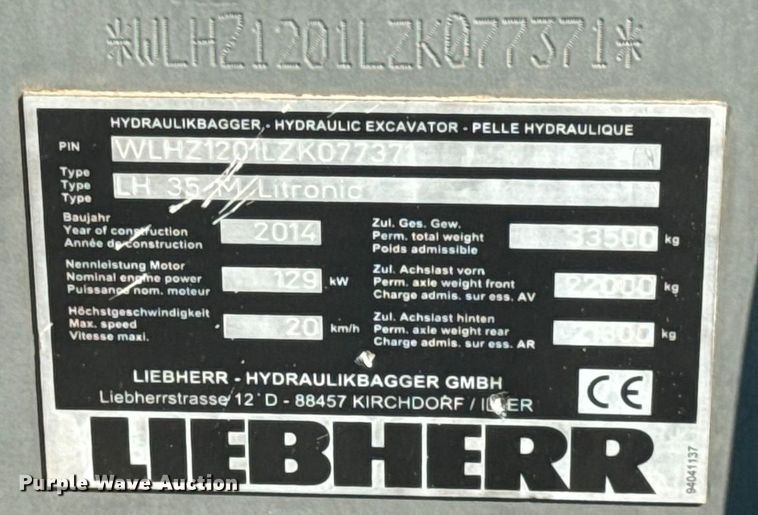 *WLHZ1201LZK077371*
HYDRAULIKBAGGER - HYDRAULIC EXCAVATOR - PELLE HYDRAULIQUE
PIN WLHZ1201LZK077371
Type
Type LH 35 M Litronic
Type
Baujahr
Year of construction 2014
Année de construction
Zul. Ges. Gew.
Perm. total weight 33500 kg
Poids admissible
Nennleistung Motor
Nominal engine power 129 kW
Puissance nom. moteur
Zul. Achslast vorn
Perm. axle weight front 22000 kg
Charge admis. sur ess. AV
Höchstgeschwindigkeit
Max. speed 20 km/h
Vitesse maxi.
Zul. Achslast hinten
Perm. axle weight rear kg
Charge admis. sur ess. AR
LIEBHERR - HYDRAULIKBAGGER GMBH
Liebherrstrasse 12 D - 88457 KIRCHDORF / ILLER
CE
LIEBHERR
94041137
Purple Wave Auction